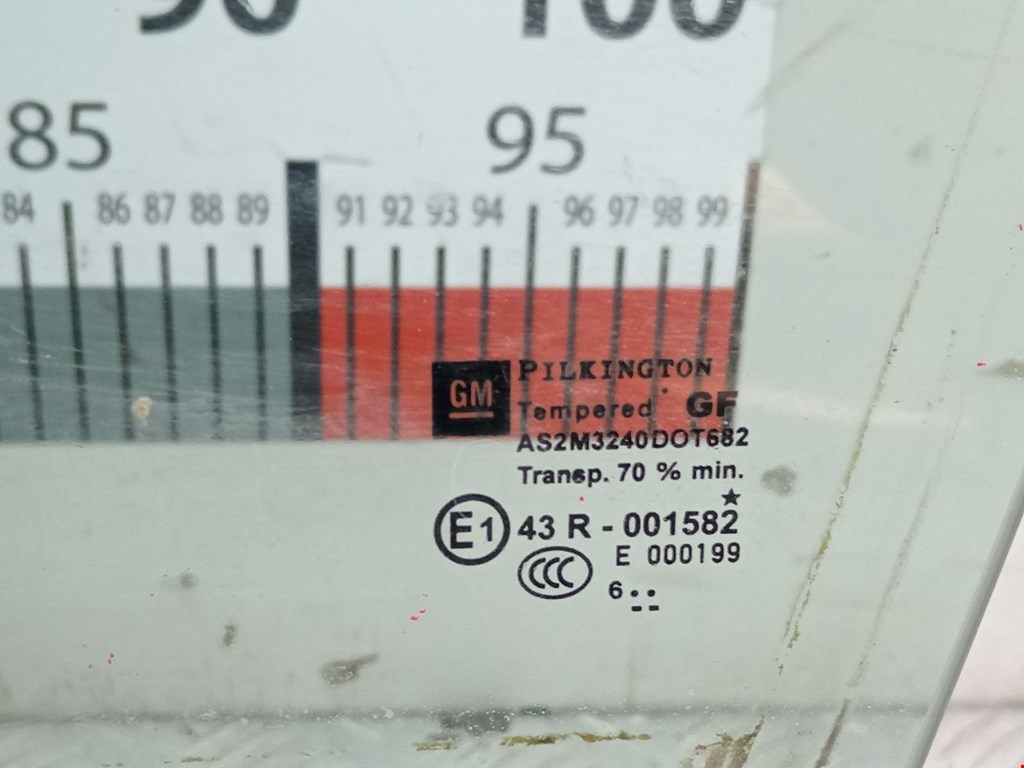 90 100
85 95
84 86 87 88 89 91 92 93 94 96 97 98 99
GM PILKINGTON
Tempered GF
AS2M3240DOT682
Transp. 70 % min.
E1 43 R - 001582
CCC E 000199
6